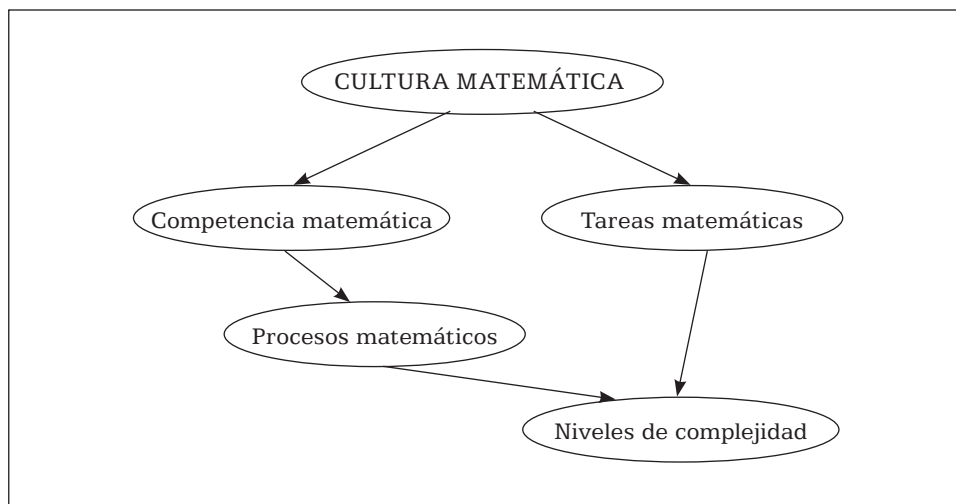 CULTURA MATEMÁTICA
Competencia matemática
Tareas matemáticas
Procesos matemáticos
Niveles de complejidad